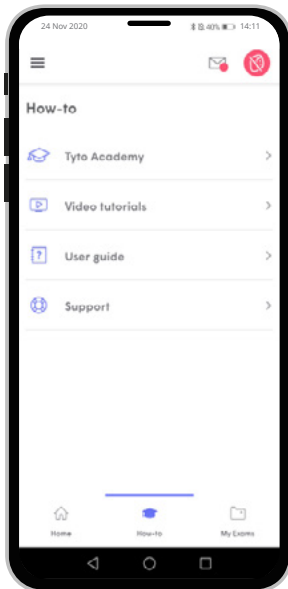 24 Nov 2020 40% 14:11
How-to
Tyto Academy
Video tutorials
User guide
Support
Home How-to My Exams